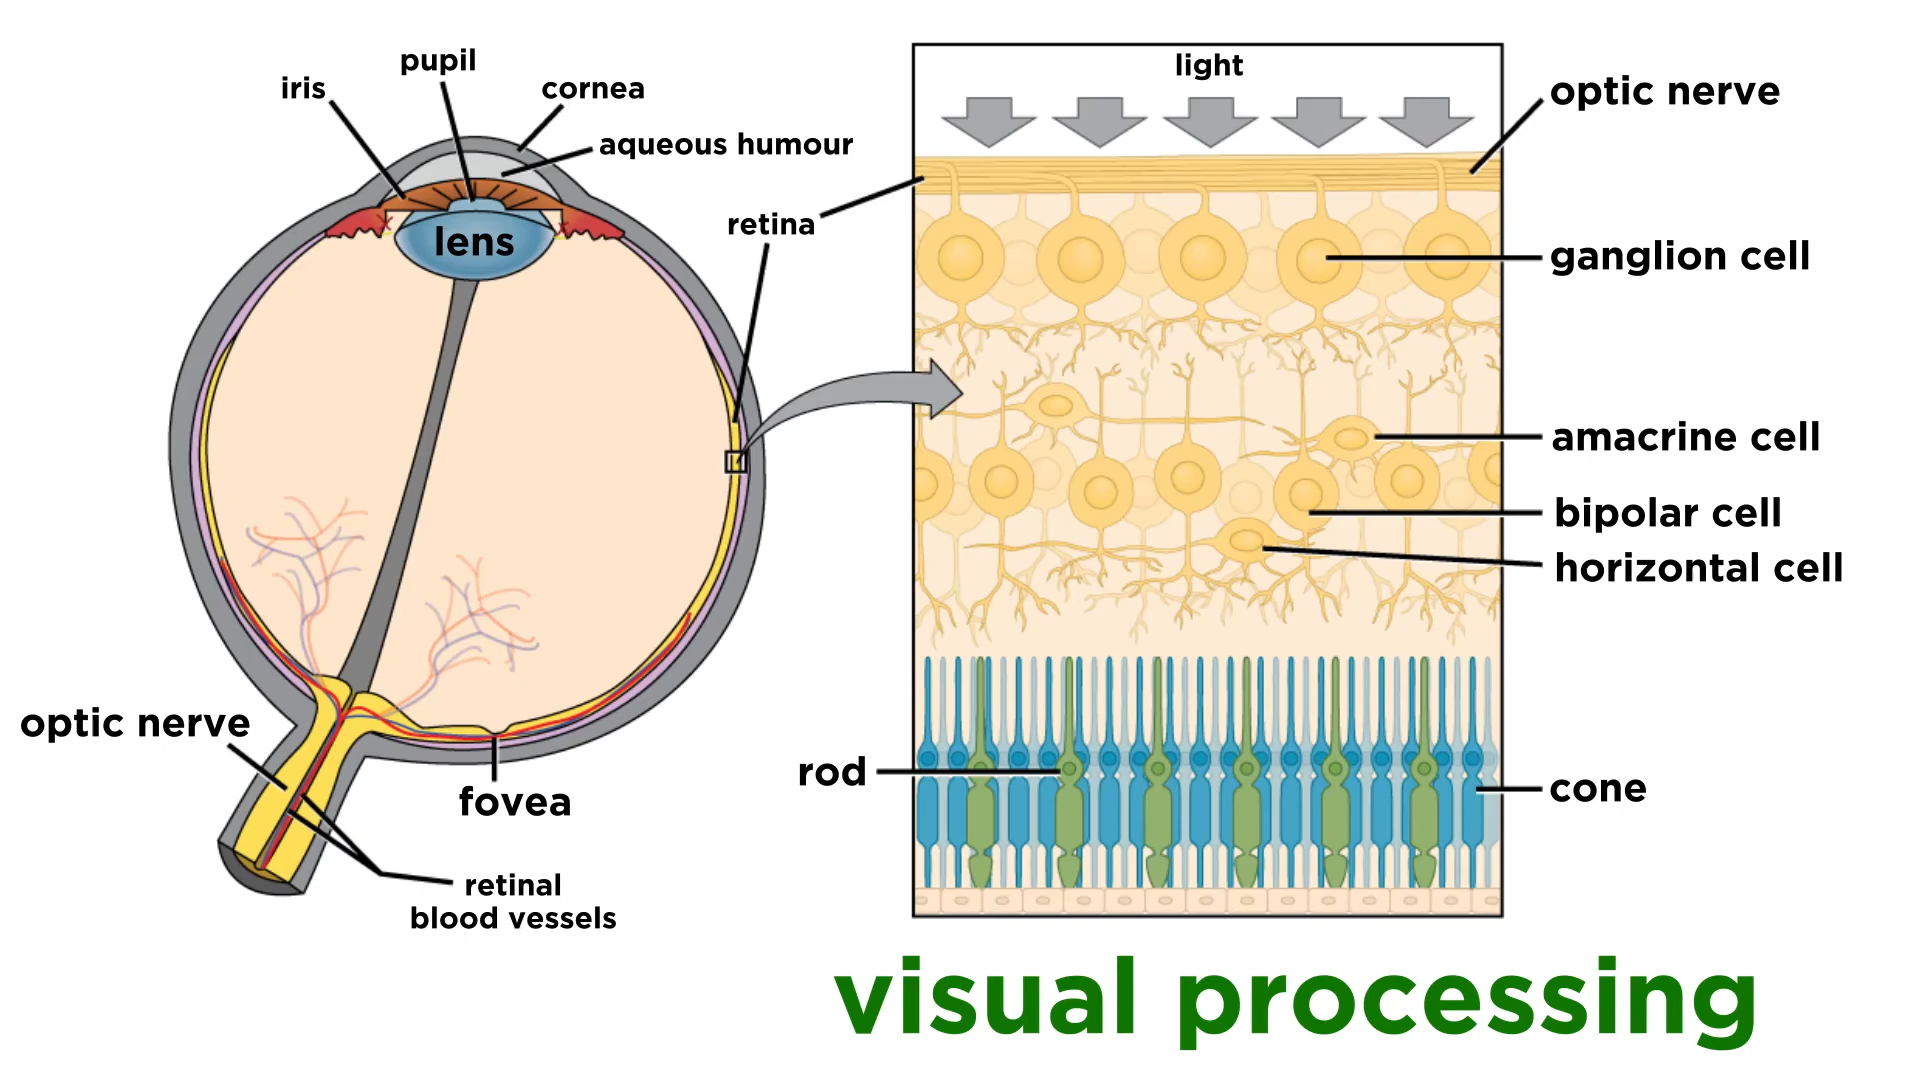 pupil
iris
cornea
aqueous humour
lens
retina
optic nerve
fovea
retinal
blood vessels
light
optic nerve
ganglion cell
amacrine cell
bipolar cell
horizontal cell
rod
cone
visual processing